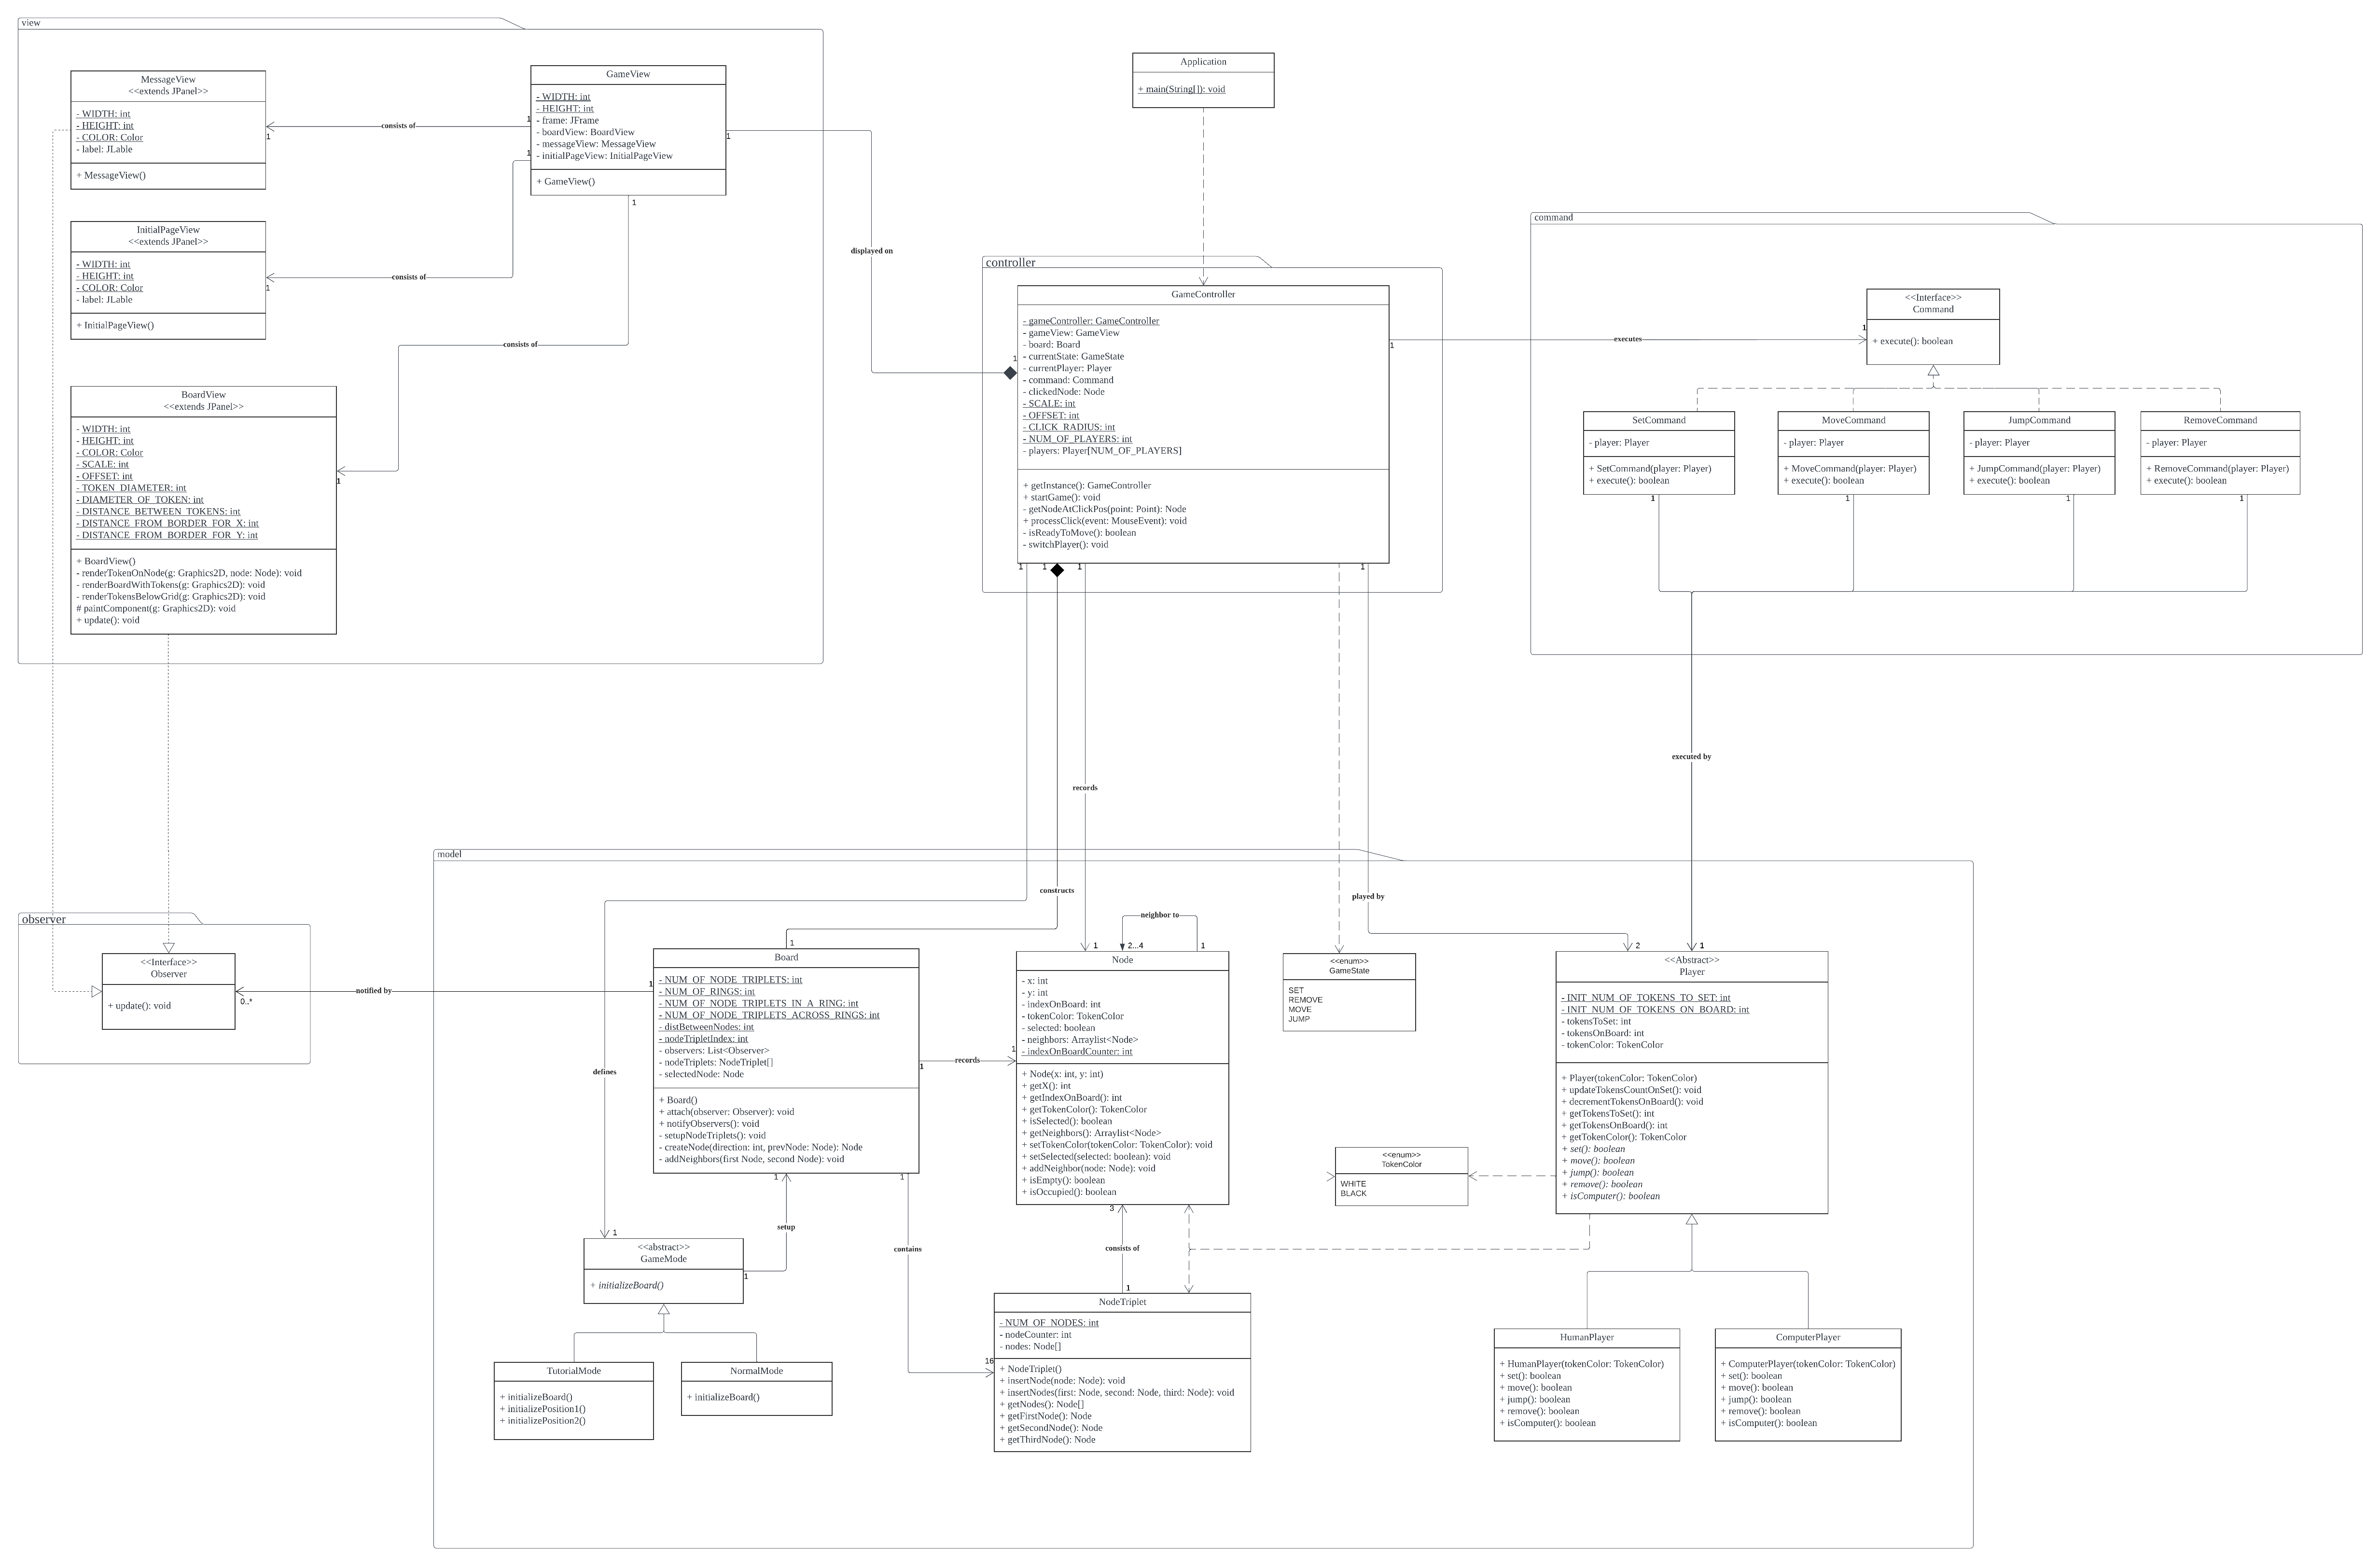 view
MessageView
<<extends JPanel>>
- WIDTH: int
- HEIGHT: int
- COLOR: Color
- label: JLable
+ MessageView()
GameView
- WIDTH: int
- HEIGHT: int
- frame: JFrame
- boardView: BoardView
- messageView: MessageView
- initialPageView: InitialPageView
+ GameView()
consists of
1
1
1
1
1
InitialPageView
<<extends JPanel>>
- WIDTH: int
- HEIGHT: int
- COLOR: Color
- label: JLable
+ InitialPageView()
consists of
1
consists of
BoardView
<<extends JPanel>>
- WIDTH: int
- HEIGHT: int
- COLOR: Color
- SCALE: int
- OFFSET: int
- TOKEN_DIAMETER: int
- DIAMETER_OF_TOKEN: int
- DISTANCE_BETWEEN_TOKENS: int
- DISTANCE_FROM_BORDER_FOR_X: int
- DISTANCE_FROM_BORDER_FOR_Y: int
+ BoardView()
- renderTokenOnNode(g: Graphics2D, node: Node): void
- renderBoardWithTokens(g: Graphics2D): void
- renderTokensBelowGrid(g: Graphics2D): void
# paintComponent(g: Graphics2D): void
+ update(): void
1
displayed on
Application
+ main(String[]): void
controller
GameController
- gameController: GameController
- gameView: GameView
- board: Board
- currentState: GameState
- currentPlayer: Player
- command: Command
- clickedNode: Node
- SCALE: int
- OFFSET: int
- CLICK_RADIUS: int
- NUM_OF_PLAYERS: int
- players: Player[NUM_OF_PLAYERS]
+ getInstance(): GameController
+ startGame(): void
- getNodeAtClickPos(point: Point): Node
+ processClick(event: MouseEvent): void
- isReadyToMove(): boolean
- switchPlayer(): void
1
1
1
1
1
1
executes
command
<<Interface>>
Command
+ execute(): boolean
1
SetCommand
- player: Player
+ SetCommand(player: Player)
+ execute(): boolean
1
MoveCommand
- player: Player
+ MoveCommand(player: Player)
+ execute(): boolean
1
JumpCommand
- player: Player
+ JumpCommand(player: Player)
+ execute(): boolean
1
RemoveCommand
- player: Player
+ RemoveCommand(player: Player)
+ execute(): boolean
1
executed by
records
constructs
played by
observer
<<Interface>>
Observer
+ update(): void
0..*
notified by
model
defines
Board
- NUM_OF_NODE_TRIPLETS: int
- NUM_OF_RINGS: int
- NUM_OF_NODE_TRIPLETS_IN_A_RING: int
- NUM_OF_NODE_TRIPLETS_ACROSS_RINGS: int
- distBetweenNodes: int
- nodeTripletIndex: int
- observers: List<Observer>
- nodeTriplets: NodeTriplet[]
- selectedNode: Node
+ Board()
+ attach(observer: Observer): void
+ notifyObservers(): void
- setupNodeTriplets(): void
- createNode(direction: int, prevNode: Node): Node
- addNeighbors(first Node, second Node): void
1
1
1
1
1
records
1
neighbor to
1
2...4
1
Node
- x: int
- y: int
- indexOnBoard: int
- tokenColor: TokenColor
- selected: boolean
- neighbors: Arraylist<Node>
- indexOnBoardCounter: int
+ Node(x: int, y: int)
+ getX(): int
+ getIndexOnBoard(): int
+ getTokenColor(): TokenColor
+ isSelected(): boolean
+ getNeighbors(): Arraylist<Node>
+ setTokenColor(tokenColor: TokenColor): void
+ setSelected(selected: boolean): void
+ addNeighbor(node: Node): void
+ isEmpty(): boolean
+ isOccupied(): boolean
3
<<enum>>
GameState
SET
REMOVE
MOVE
JUMP
2
1
<<Abstract>>
Player
- INIT_NUM_OF_TOKENS_TO_SET: int
- INIT_NUM_OF_TOKENS_ON_BOARD: int
- tokensToSet: int
- tokensOnBoard: int
- tokenColor: TokenColor
+ Player(tokenColor: TokenColor)
+ updateTokensCountOnSet(): void
+ decrementTokensOnBoard(): void
+ getTokensToSet(): int
+ getTokensOnBoard(): int
+ getTokenColor(): TokenColor
+ set(): boolean
+ move(): boolean
+ jump(): boolean
+ remove(): boolean
+ isComputer(): boolean
<<enum>>
TokenColor
WHITE
BLACK
setup
contains
consists of
1
<<abstract>>
GameMode
+ initializeBoard()
1
TutorialMode
+ initializeBoard()
+ initializePosition1()
+ initializePosition2()
NormalMode
+ initializeBoard()
1
16
NodeTriplet
- NUM_OF_NODES: int
- nodeCounter: int
- nodes: Node[]
+ NodeTriplet()
+ insertNode(node: Node): void
+ insertNodes(first: Node, second: Node, third: Node): void
+ getNodes(): Node[]
+ getFirstNode(): Node
+ getSecondNode(): Node
+ getThirdNode(): Node
HumanPlayer
+ HumanPlayer(tokenColor: TokenColor)
+ set(): boolean
+ move(): boolean
+ jump(): boolean
+ remove(): boolean
+ isComputer(): boolean
ComputerPlayer
+ ComputerPlayer(tokenColor: TokenColor)
+ set(): boolean
+ move(): boolean
+ jump(): boolean
+ remove(): boolean
+ isComputer(): boolean